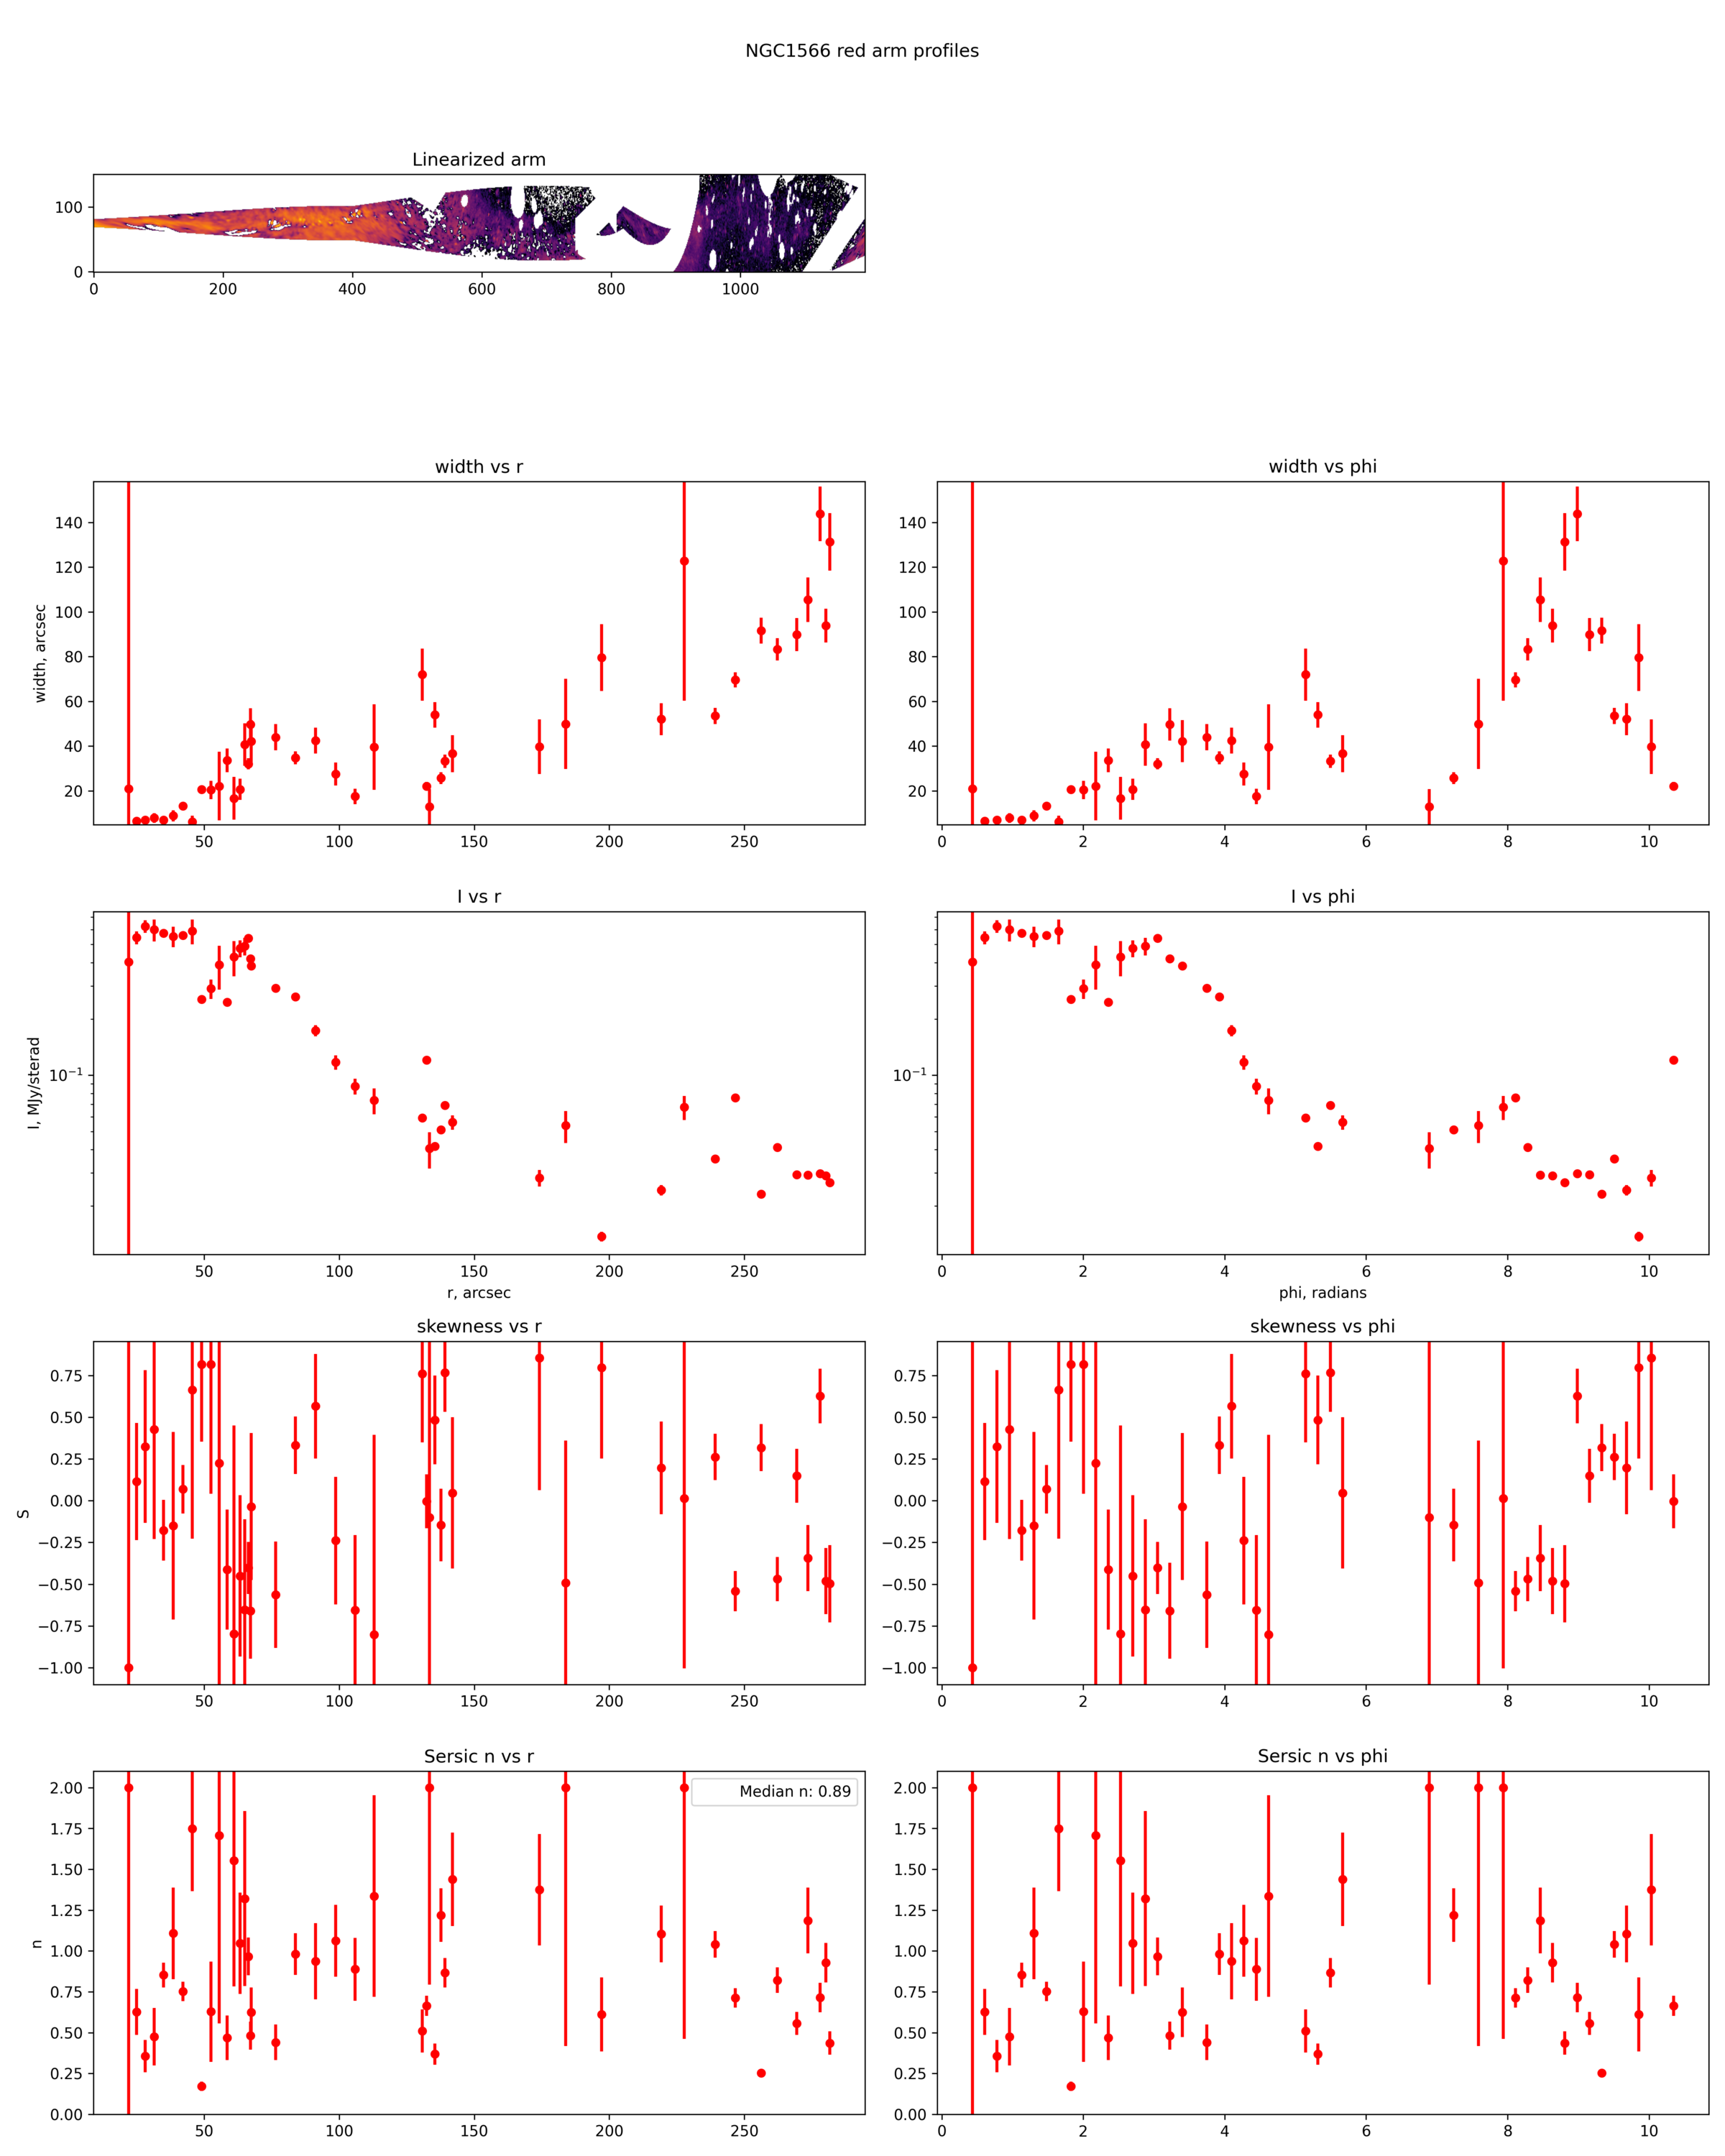 NGC1566 red arm profiles
Linearized arm
100
0
0 200 400 600 800 1000
width vs r
width, arcsec
140
120
100
80
60
40
20
50 100 150 200 250
width vs phi
140
120
100
80
60
40
20
0 2 4 6 8 10
I vs r
I, MJy/sterad
10⁻¹
50 100 150 200 250
r, arcsec
I vs phi
10⁻¹
0 2 4 6 8 10
phi, radians
skewness vs r
S
0.75
0.50
0.25
0.00
−0.25
−0.50
−0.75
−1.00
50 100 150 200 250
skewness vs phi
0.75
0.50
0.25
0.00
−0.25
−0.50
−0.75
−1.00
0 2 4 6 8 10
Sersic n vs r
n
2.00
1.75
1.50
1.25
1.00
0.75
0.50
0.25
0.00
Median n: 0.89
50 100 150 200 250
Sersic n vs phi
2.00
1.75
1.50
1.25
1.00
0.75
0.50
0.25
0.00
0 2 4 6 8 10